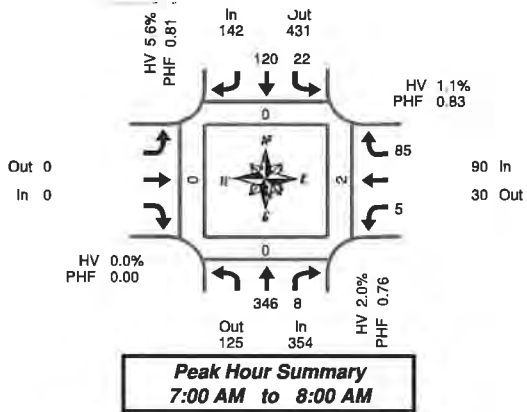 In Out
142 431
HV 5.6%
PHF 0.81
120 22
HV 1.1%
PHF 0.83
0
85
Out 0
In 0
0
N
W E
2
90 In
30 Out
5
0
HV 0.0%
PHF 0.00
346 8
HV 2.0%
PHF 0.76
Out In
125 354
Peak Hour Summary
7:00 AM to 8:00 AM